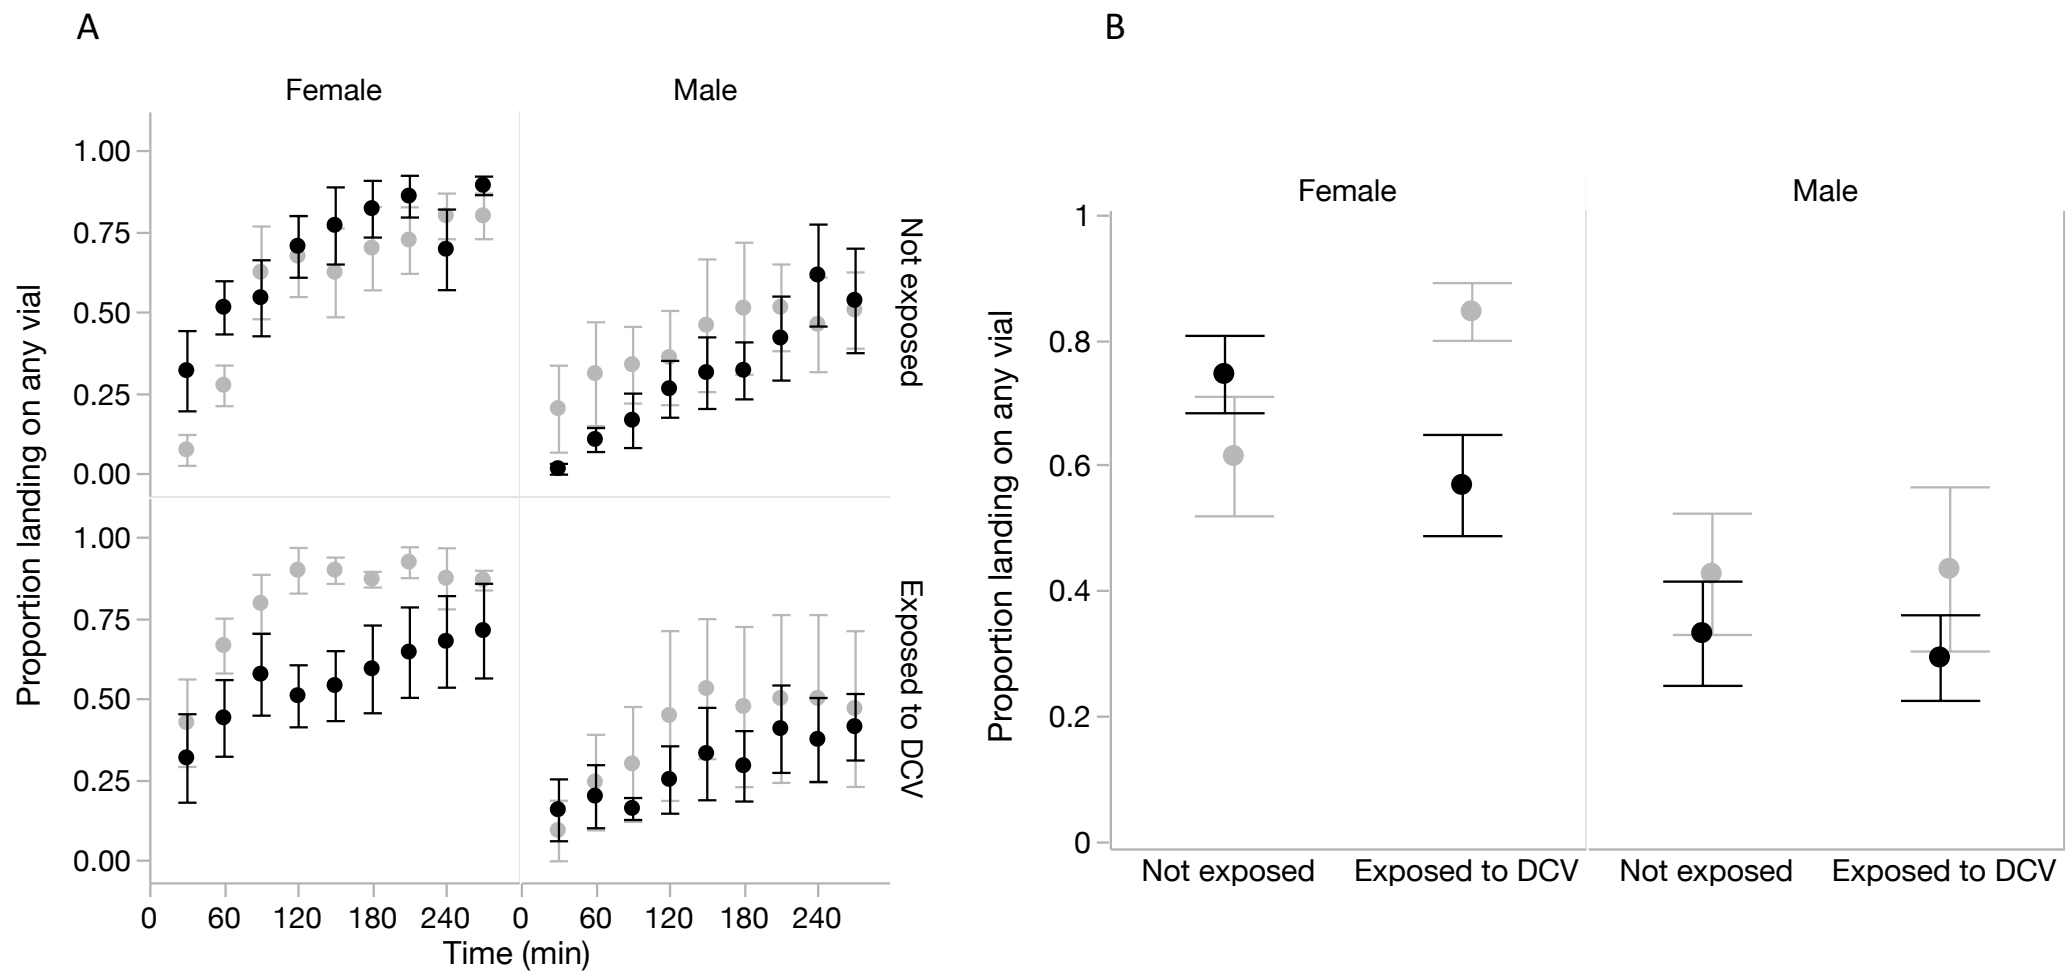 A
Female
Male
Proportion landing on any vial
1.00
0.75
0.50
0.25
0.00
Not exposed
1.00
0.75
0.50
0.25
0.00
Exposed to DCV
0 60 120 180 240 0 60 120 180 240
Time (min)
B
Female
Male
Proportion landing on any vial
1
0.8
0.6
0.4
0.2
0
Not exposed
Exposed to DCV
Not exposed
Exposed to DCV